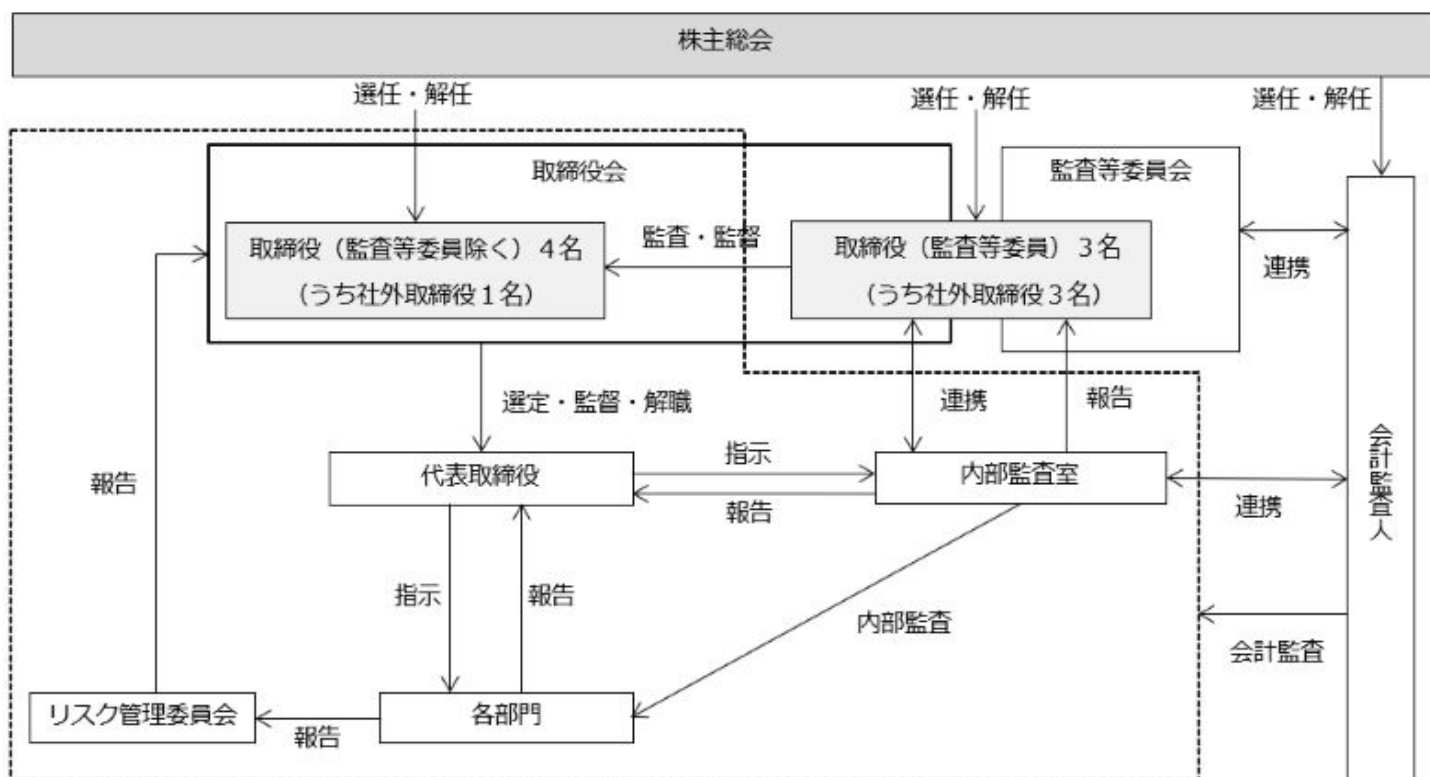 株主総会
選任・解任
選任・解任
選任・解任
取締役会
監査等委員会
取締役（監査等委員除く）４名
（うち社外取締役１名）
監査・監督
取締役（監査等委員）３名
（うち社外取締役３名）
連携
選定・監督・解職
連携
報告
会計監査人
報告
代表取締役
指示
報告
内部監査室
連携
指示
報告
内部監査
会計監査
リスク管理委員会
報告
各部門